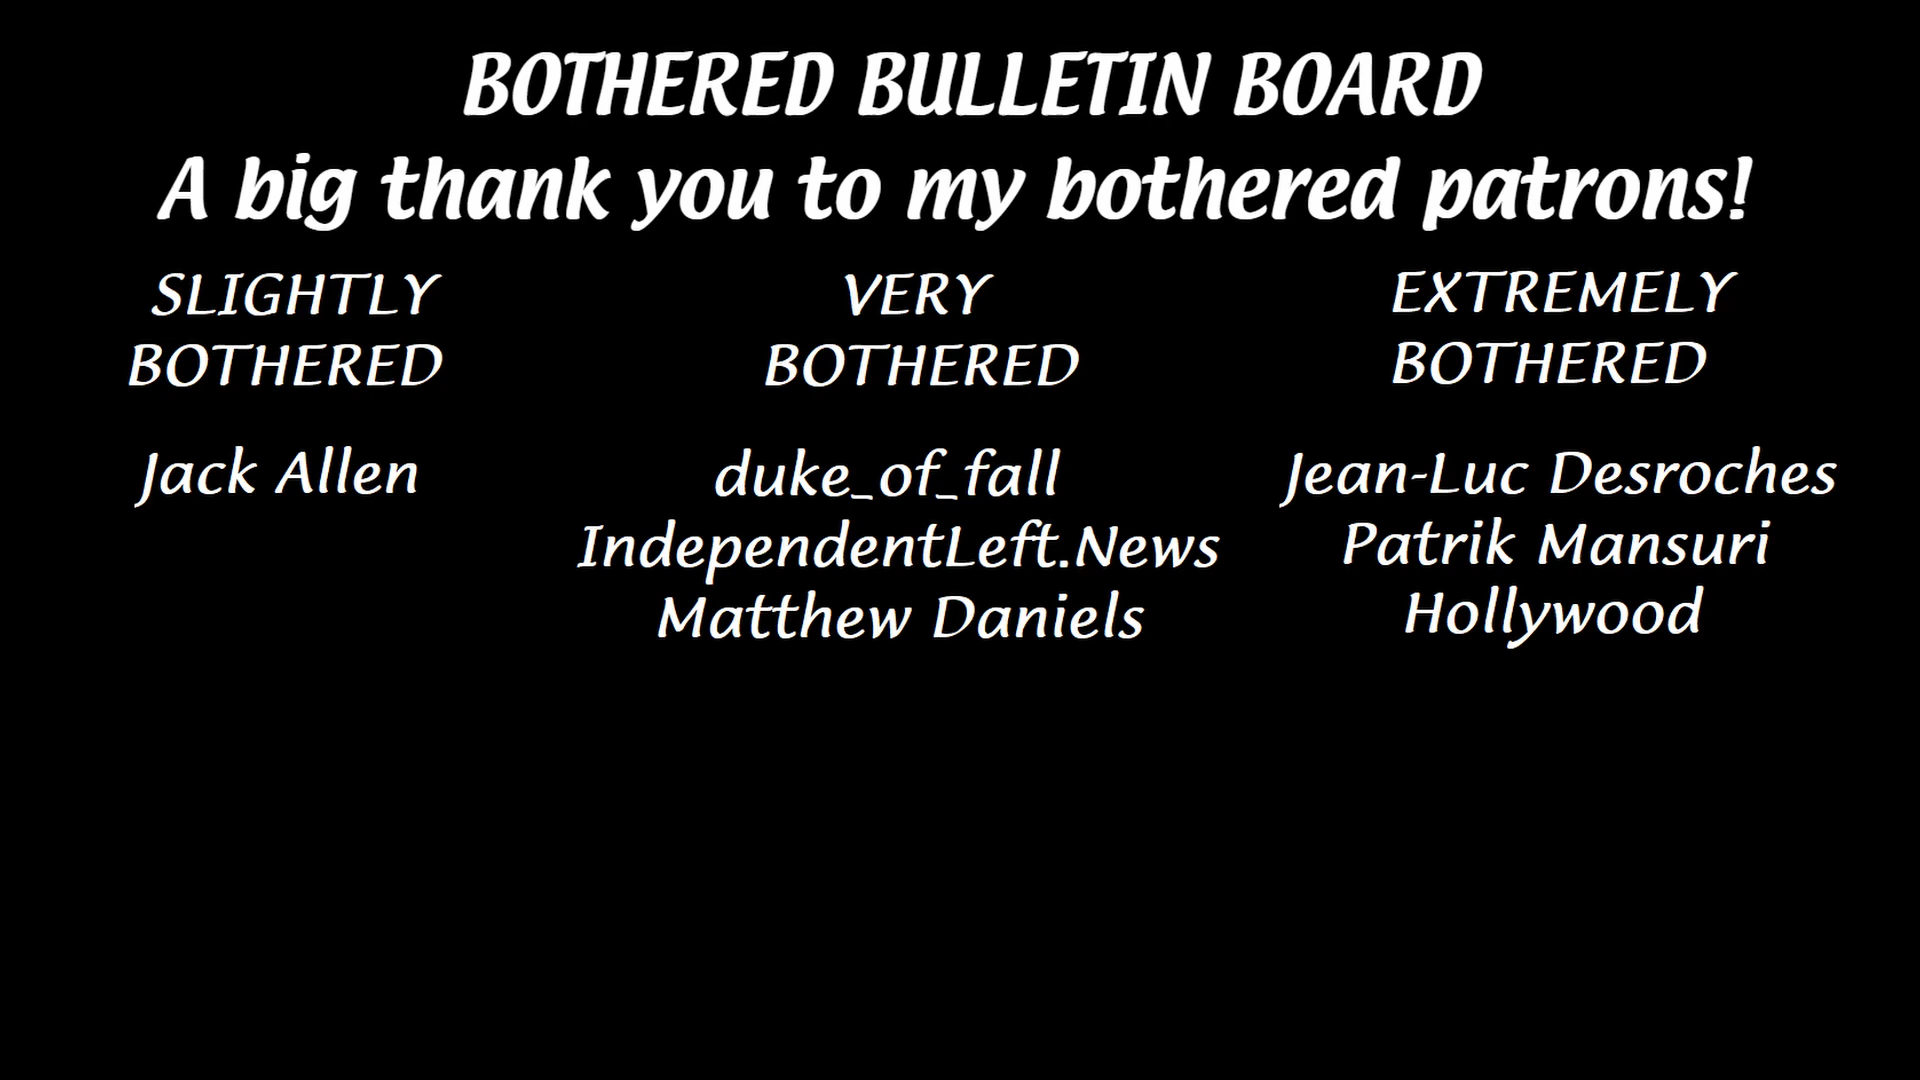 BOTHERED BULLETIN BOARD
A big thank you to my bothered patrons!
SLIGHTLY
BOTHERED
Jack Allen
VERY
BOTHERED
duke_of_fall
IndependentLeft.News
Matthew Daniels
EXTREMELY
BOTHERED
Jean-Luc Desroches
Patrik Mansuri
Hollywood